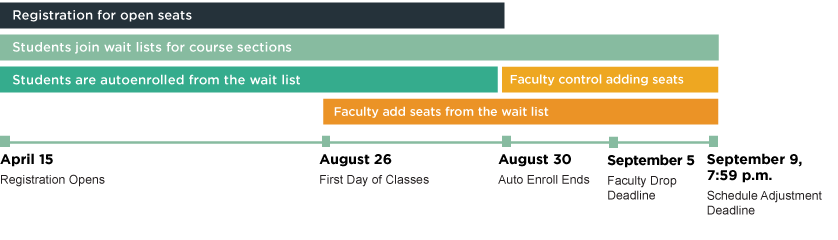 Registration for open seats
Students join wait lists for course sections
Students are autoenrolled from the wait list
Faculty control adding seats
Faculty add seats from the wait list
April 15
Registration Opens
August 26
First Day of Classes
August 30
Auto Enroll Ends
September 5
Faculty Drop
Deadline
September 9,
7:59 p.m.
Schedule Adjustment
Deadline